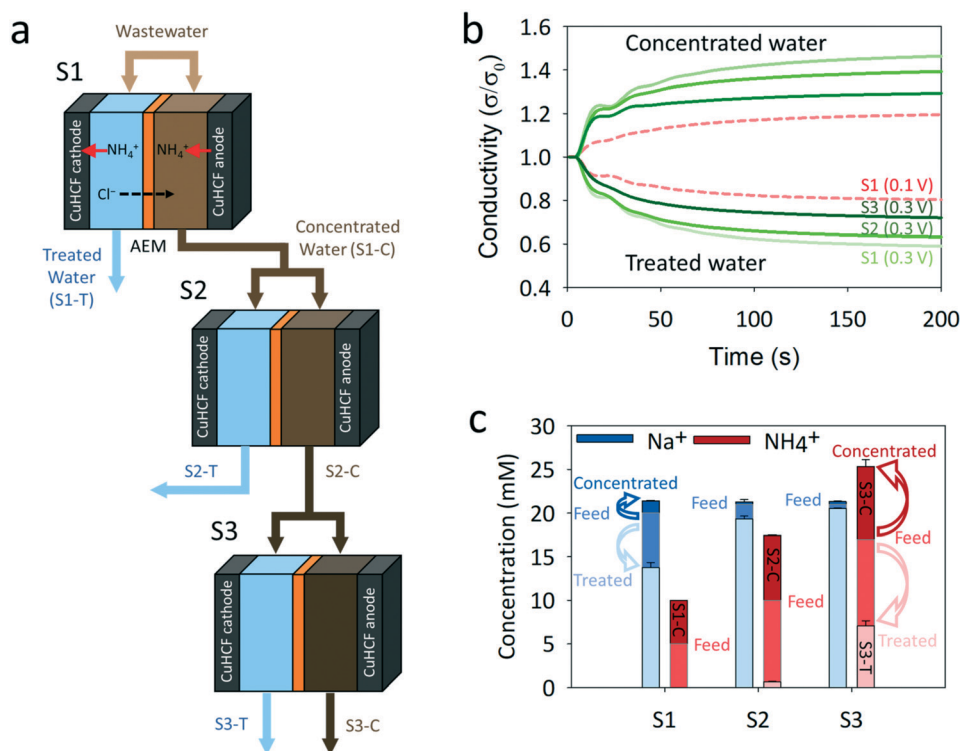 a
Wastewater
S1
CuHCF cathode
NH₄⁺
NH₄⁺
Cl⁻
CuHCF anode
AEM
Treated
Water
(S1-T)
Concentrated
Water (S1-C)
S2
CuHCF cathode
CuHCF anode
S2-T
S2-C
S3
CuHCF cathode
CuHCF anode
S3-T
S3-C
b
Conductivity (σ/σ₀)
1.6
1.4
1.2
1.0
0.8
0.6
0.4
Concentrated water
S1 (0.1 V)
S3 (0.3 V)
S2 (0.3 V)
S1 (0.3 V)
Treated water
0 50 100 150 200
Time (s)
c
Concentration (mM)
30
25
20
15
10
5
0
Na⁺ NH₄⁺
Concentrated
Feed
Treated
S1-C
Feed
Feed
S2-C
Feed
Feed
Concentrated
S3-C
Feed
S3-T
Treated
S1 S2 S3